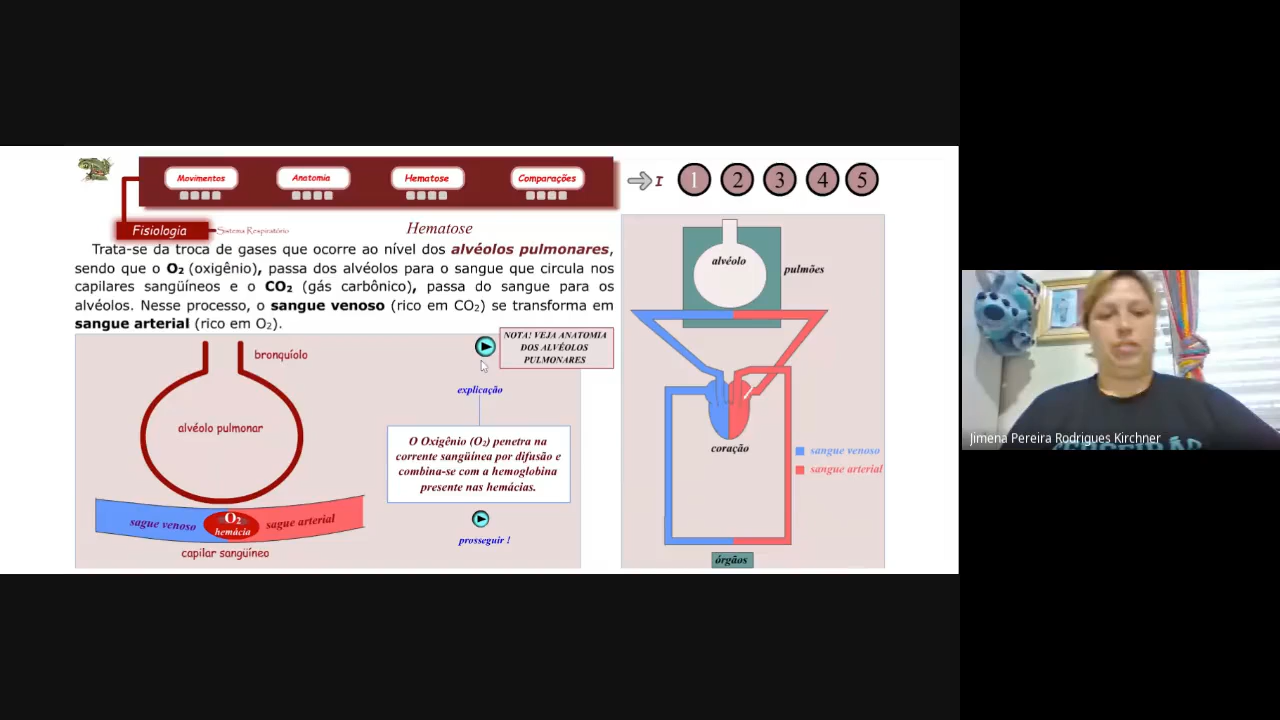 Movimentos
Anatomia
Hematose
Comparações
I
1
2
3
4
5
Fisiologia
Sistema Respiratório
Hematose
Trata-se da troca de gases que ocorre ao nível dos alvéolos pulmonares,
sendo que o O₂ (oxigênio), passa dos alvéolos para o sangue que circula nos
capilares sangüíneos e o CO₂ (gás carbônico), passa do sangue para os
alvéolos. Nesse processo, o sangue venoso (rico em CO₂) se transforma em
sangue arterial (rico em O₂).
NOTA! VEJA ANATOMIA
DOS ALVÉOLOS
PULMONARES
bronquíolo
alvéolo pulmonar
explicação
O Oxigênio (O₂) penetra na
corrente sangüínea por difusão e
combina-se com a hemoglobina
presente nas hemácias.
prosseguir !
sague venoso
O₂
hemácia
sague arterial
capilar sangüíneo
alvéolo
pulmões
coração
sangue venoso
sangue arterial
órgãos
Jimena Pereira Rodrigues Kirchner